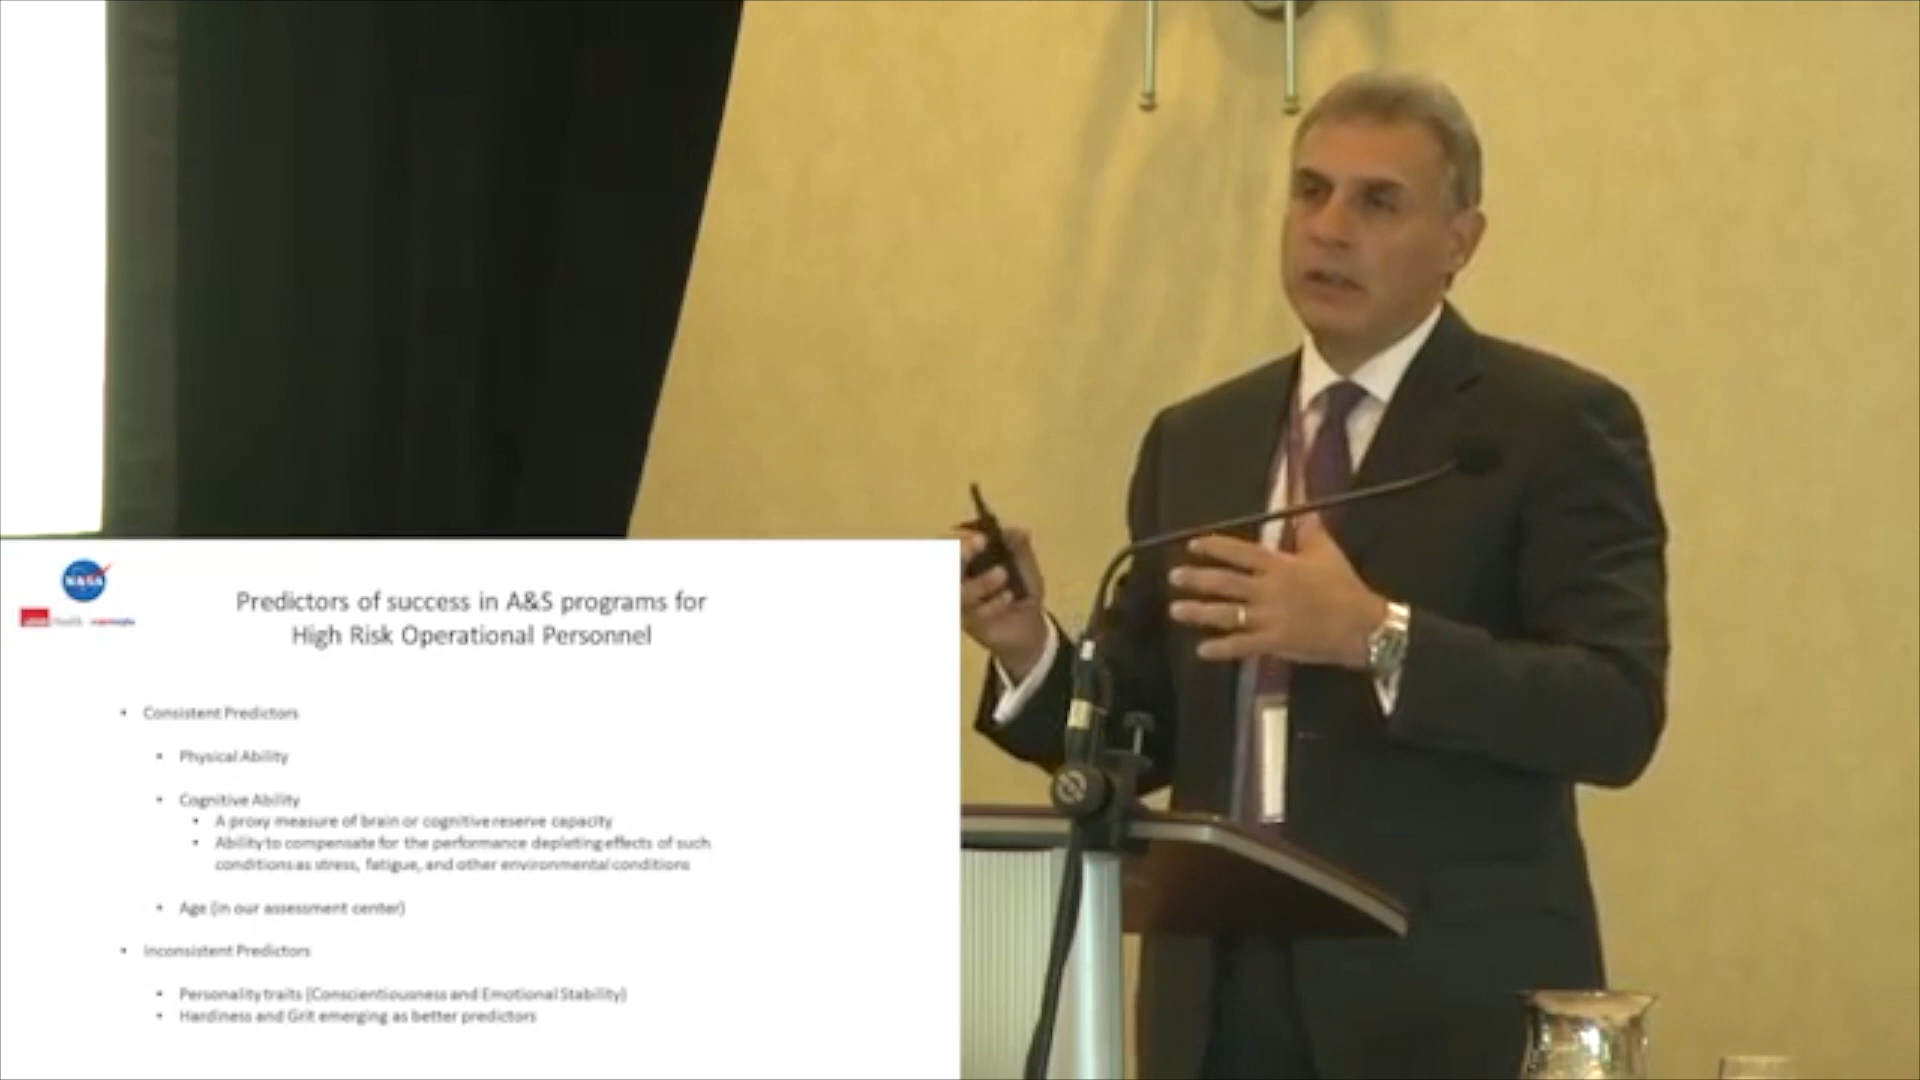 NASA
Predictors of success in A&S programs for
High Risk Operational Personnel
• Consistent Predictors
• Physical Ability
• Cognitive Ability
• A proxy measure of brain or cognitive reserve capacity
• Ability to compensate for the performance depleting effects of such
conditions as stress, fatigue, and other environmental conditions
• Age (in our assessment center)
• Inconsistent Predictors
• Personality traits (Conscientiousness and Emotional Stability)
• Hardiness and Grit emerging as better predictors